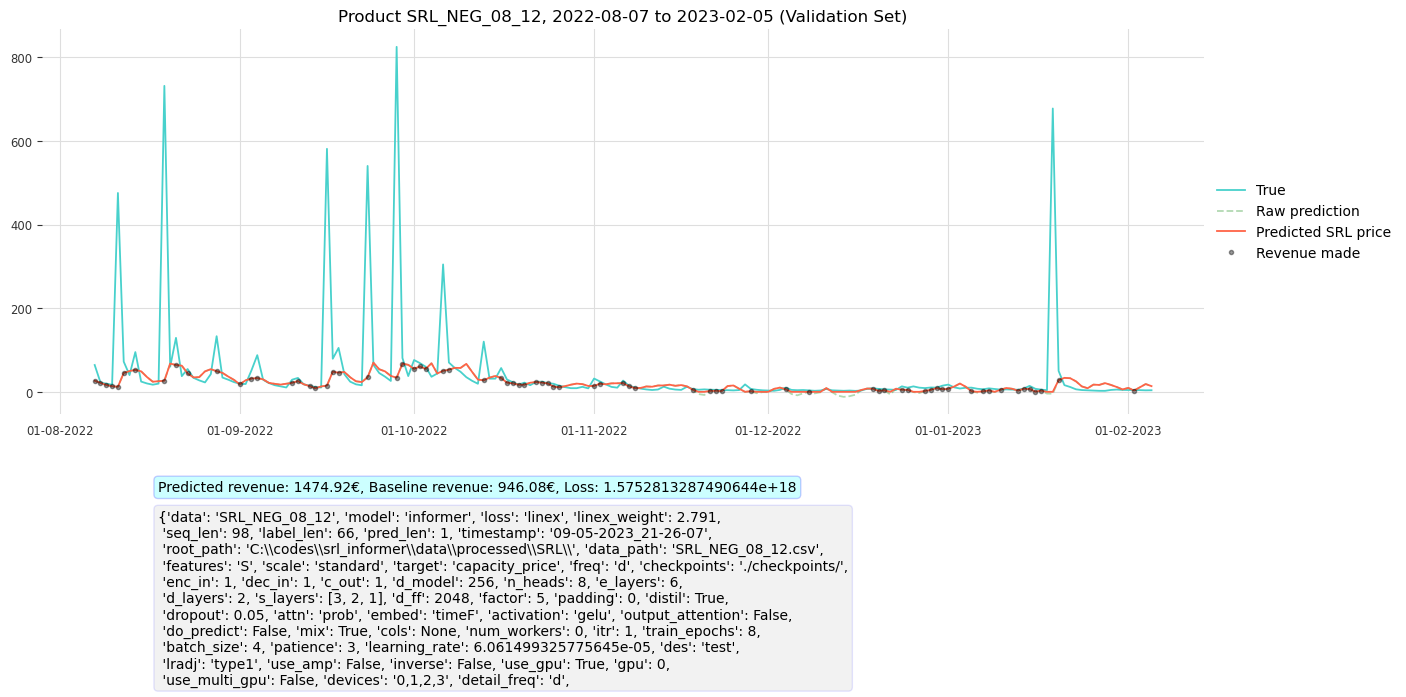 Product SRL_NEG_08_12, 2022-08-07 to 2023-02-05 (Validation Set)
800
600
400
200
0
01-08-2022
01-09-2022
01-10-2022
01-11-2022
01-12-2022
01-01-2023
01-02-2023
True
Raw prediction
Predicted SRL price
Revenue made
Predicted revenue: 1474.92€, Baseline revenue: 946.08€, Loss: 1.5752813287490644e+18
{'data': 'SRL_NEG_08_12', 'model': 'informer', 'loss': 'linex', 'linex_weight': 2.791,
'seq_len': 98, 'label_len': 66, 'pred_len': 1, 'timestamp': '09-05-2023_21-26-07',
'root_path': 'C:\\codes\\srl_informer\\data\\processed\\SRL\\', 'data_path': 'SRL_NEG_08_12.csv',
'features': 'S', 'scale': 'standard', 'target': 'capacity_price', 'freq': 'd', 'checkpoints': './checkpoints/',
'enc_in': 1, 'dec_in': 1, 'c_out': 1, 'd_model': 256, 'n_heads': 8, 'e_layers': 6,
'd_layers': 2, 's_layers': [3, 2, 1], 'd_ff': 2048, 'factor': 5, 'padding': 0, 'distil': True,
'dropout': 0.05, 'attn': 'prob', 'embed': 'timeF', 'activation': 'gelu', 'output_attention': False,
'do_predict': False, 'mix': True, 'cols': None, 'num_workers': 0, 'itr': 1, 'train_epochs': 8,
'batch_size': 4, 'patience': 3, 'learning_rate': 6.061499325775645e-05, 'des': 'test',
'lradj': 'type1', 'use_amp': False, 'inverse': False, 'use_gpu': True, 'gpu': 0,
'use_multi_gpu': False, 'devices': '0,1,2,3', 'detail_freq': 'd',